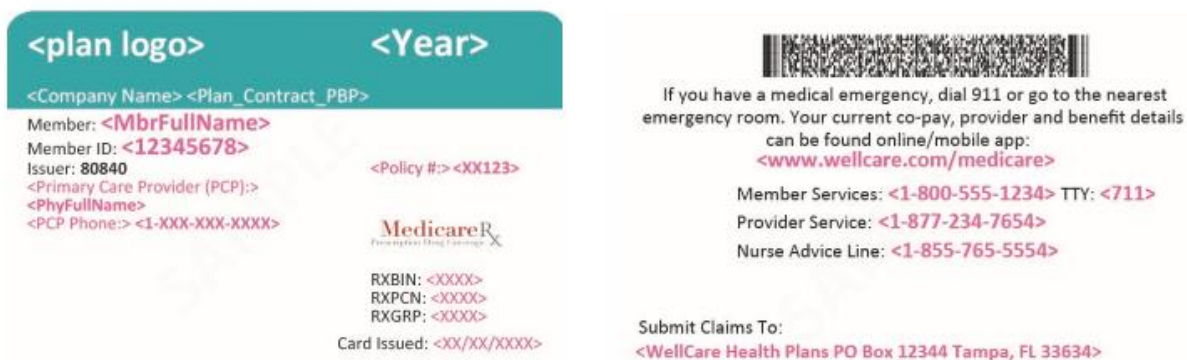 <plan logo>
<Year>
<Company Name> <Plan_Contract_PBP>
Member: <MbrFullName>
Member ID: <12345678>
Issuer: 80840
<Policy #:> <XX123>
<Primary Care Provider (PCP):>
<PhyFullName>
<PCP Phone:> <1-XXX-XXX-XXXX>
MedicareRx
Prescription Drug Coverage X
RXBIN: <XXXX>
RXPCN: <XXXX>
RXGRP: <XXXX>
Card Issued: <XX/XX/XXXX>
SAMPLE
If you have a medical emergency, dial 911 or go to the nearest
emergency room. Your current co-pay, provider and benefit details
can be found online/mobile app:
<www.wellcare.com/medicare>
Member Services: <1-800-555-1234> TTY: <711>
Provider Service: <1-877-234-7654>
Nurse Advice Line: <1-855-765-5554>
Submit Claims To:
<WellCare Health Plans PO Box 12344 Tampa, FL 33634>